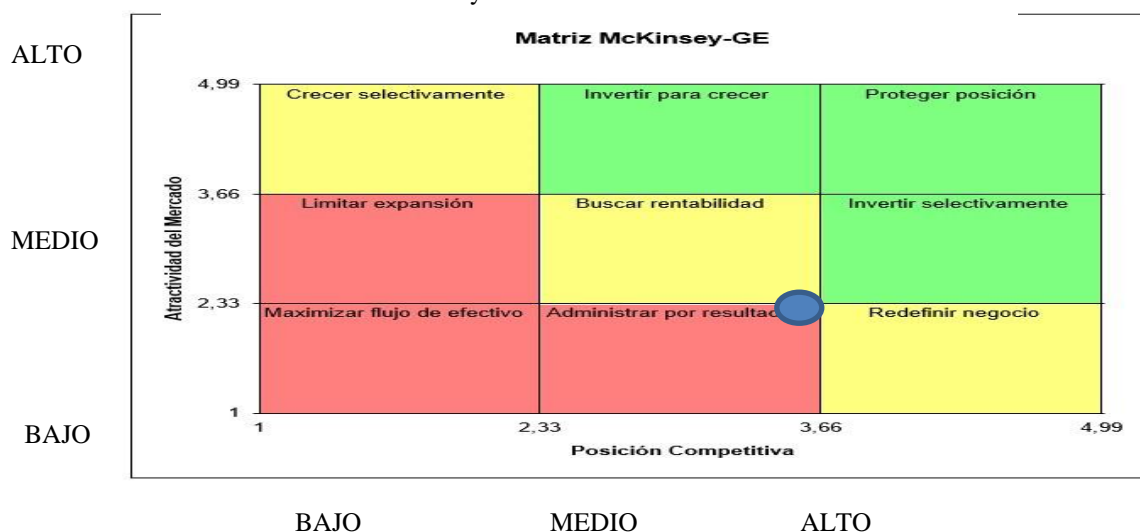 y
Matriz McKinsey-GE
ALTO
4,99
Crecer selectivamente Invertir para crecer Proteger posición
Atractividad del Mercado
3,66
Limitar expansión Buscar rentabilidad Invertir selectivamente
MEDIO
2,33
Maximizar flujo de efectivo Administrar por resulta Redefinir negocio
1
BAJO
1 2,33 3,66 4,99
Posición Competitiva
BAJO MEDIO ALTO